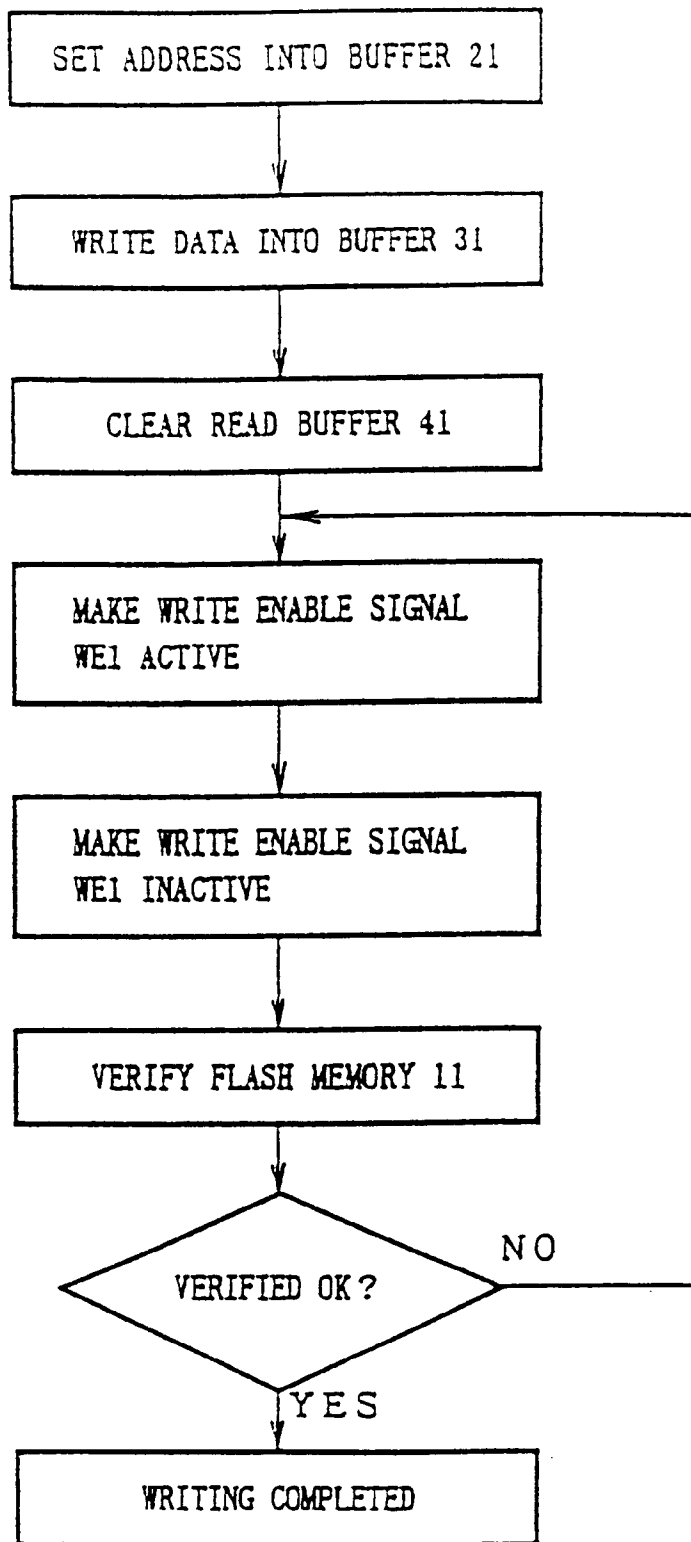 SET ADDRESS INTO BUFFER 21
WRITE DATA INTO BUFFER 31
CLEAR READ BUFFER 41
MAKE WRITE ENABLE SIGNAL
WE1 ACTIVE
MAKE WRITE ENABLE SIGNAL
WE1 INACTIVE
VERIFY FLASH MEMORY 11
VERIFIED OK?
NO
YES
WRITING COMPLETED